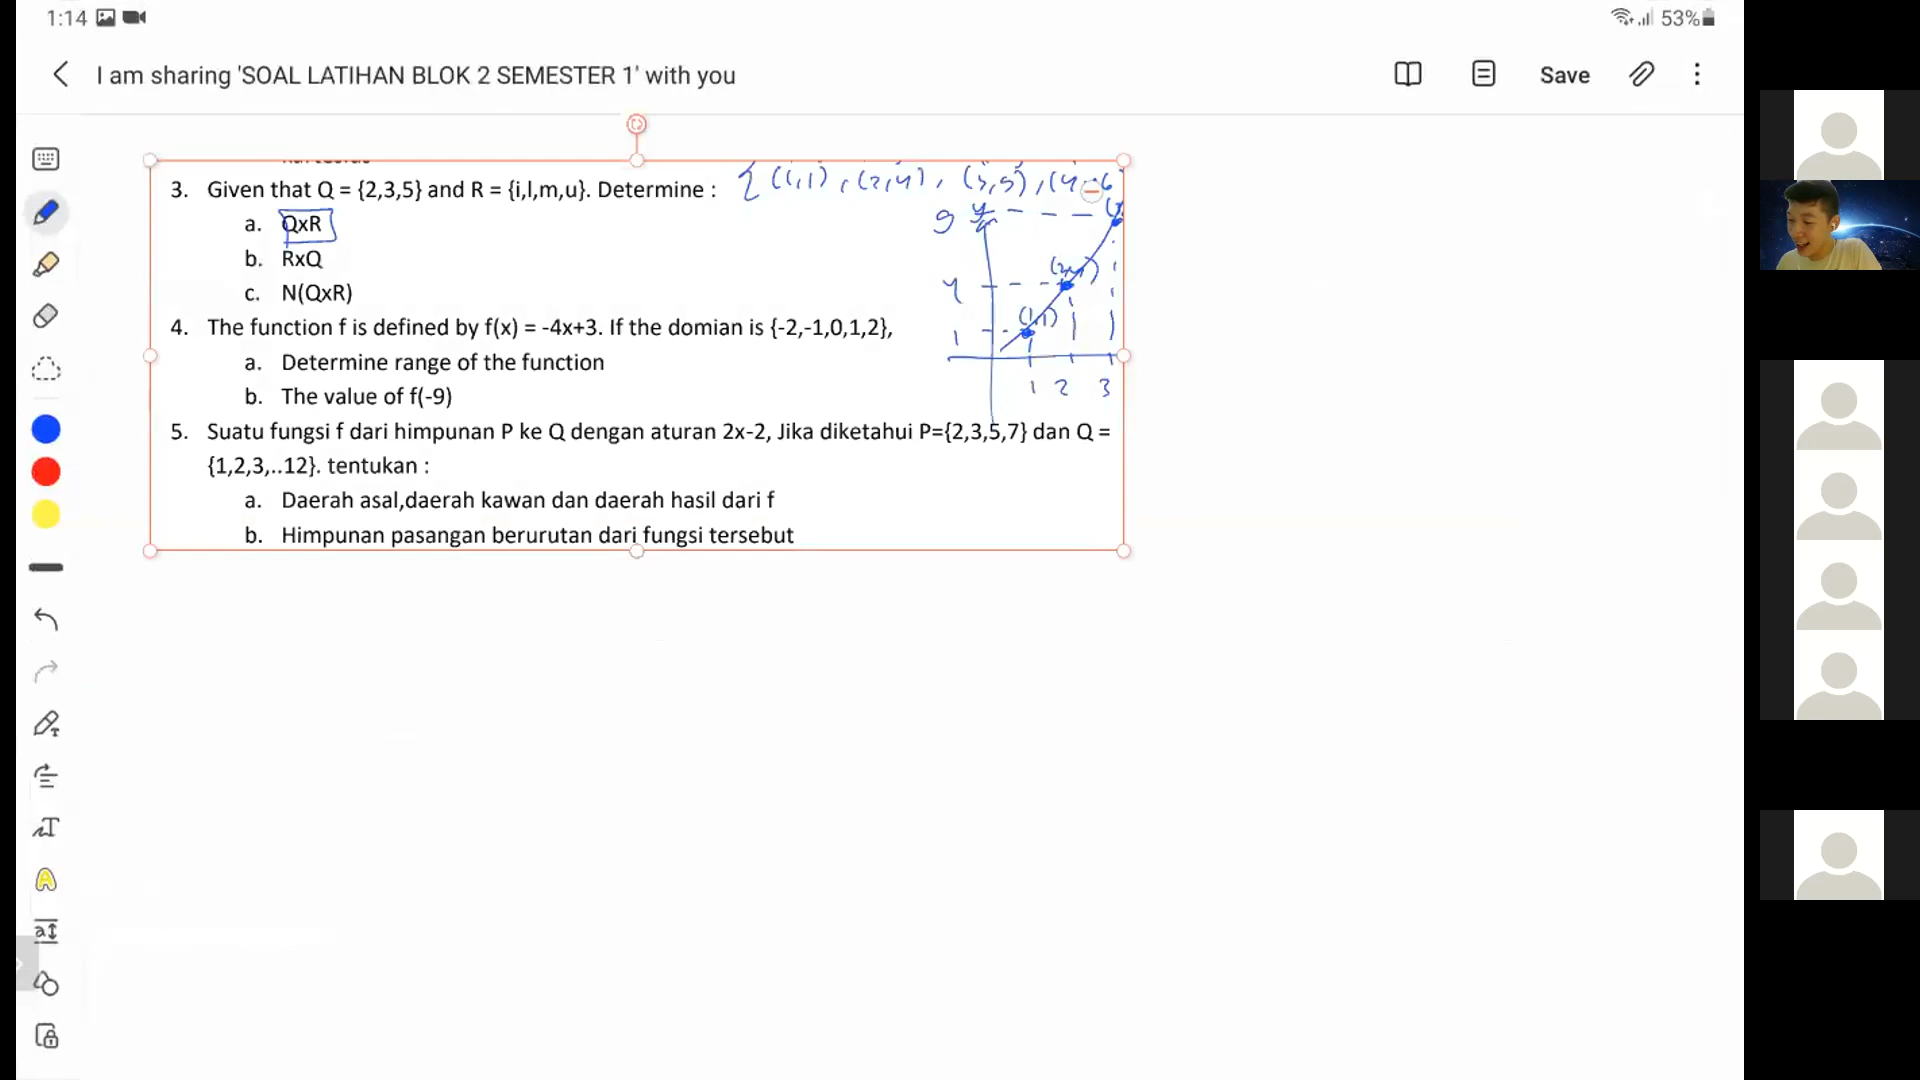 1:14 53%
I am sharing 'SOAL LATIHAN BLOK 2 SEMESTER 1' with you
Save
3. Given that Q = {2,3,5} and R = {i,l,m,u}. Determine :
{ (1,1) , (2,4) ,
a. QxR
b. RxQ
c. N(QxR)
4. The function f is defined by f(x) = -4x+3. If the domian is {-2,-1,0,1,2},
a. Determine range of the function
b. The value of f(-9)
9
4
(2,4)
1
(1,1)
1 2 3
5. Suatu fungsi f dari himpunan P ke Q dengan aturan 2x-2, Jika diketahui P={2,3,5,7} dan Q =
{1,2,3,..12}. tentukan :
a. Daerah asal,daerah kawan dan daerah hasil dari f
b. Himpunan pasangan berurutan dari fungsi tersebut